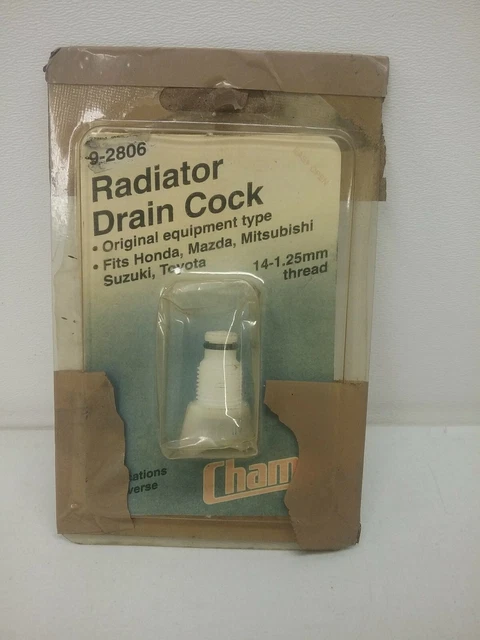 9-2806
Radiator
Drain Cock
• Original equipment type
• Fits Honda, Mazda, Mitsubishi
Suzuki, Toyota
14-1.25mm
thread
ations
verse
Cham